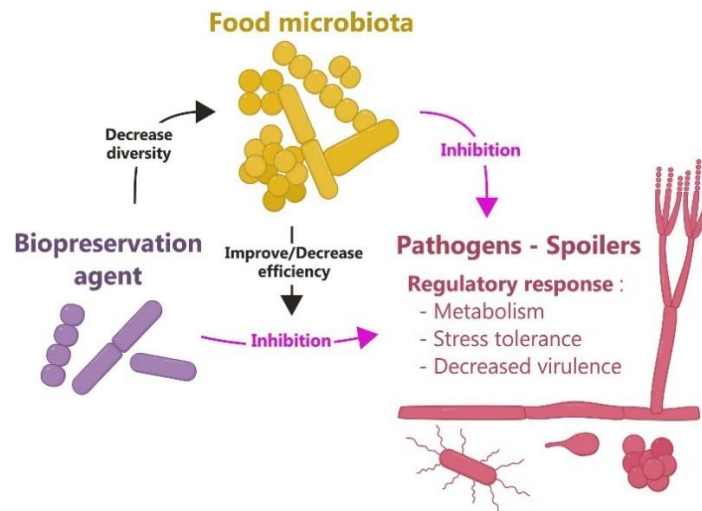 Food microbiota
Decrease
diversity
Inhibition
Biopreservation
agent
Improve/Decrease
efficiency
Inhibition
Pathogens - Spoilers
Regulatory response :
- Metabolism
- Stress tolerance
- Decreased virulence